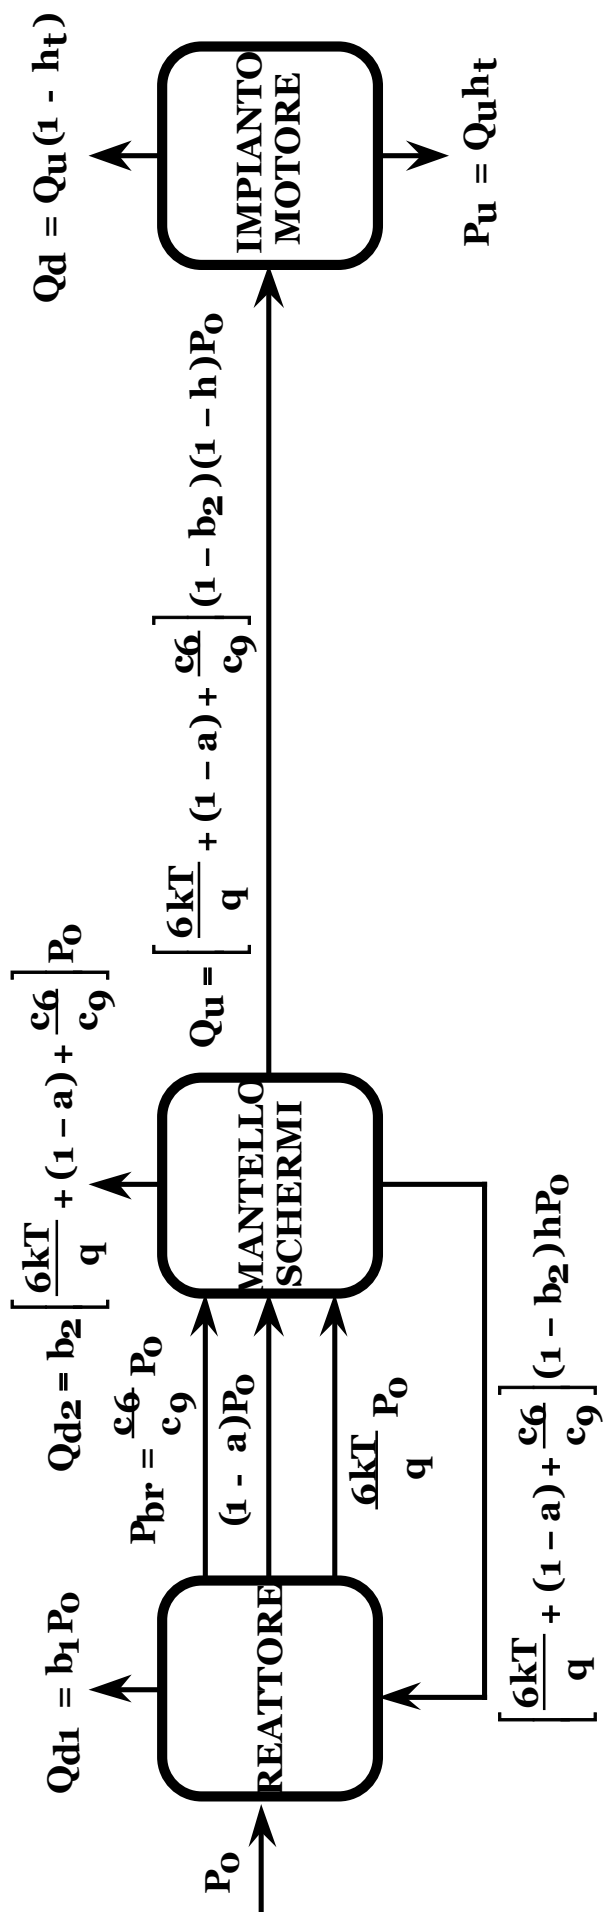 P0
REATTORE
Qd1 = b1P0
Pbr = c6/c9 P0
(1 - a)P0
6kT/q P0
MANTELLO
SCHERMI
Qd2 = b2 [6kT/q + (1 - a) + c6/c9] P0
[6kT/q + (1 - a) + c6/c9] (1 - b2)hP0
Qu = [6kT/q + (1 - a) + c6/c9] (1 - b2)(1 - h)P0
IMPIANTO
MOTORE
Qd = Qu(1 - ht)
Pu = Quht